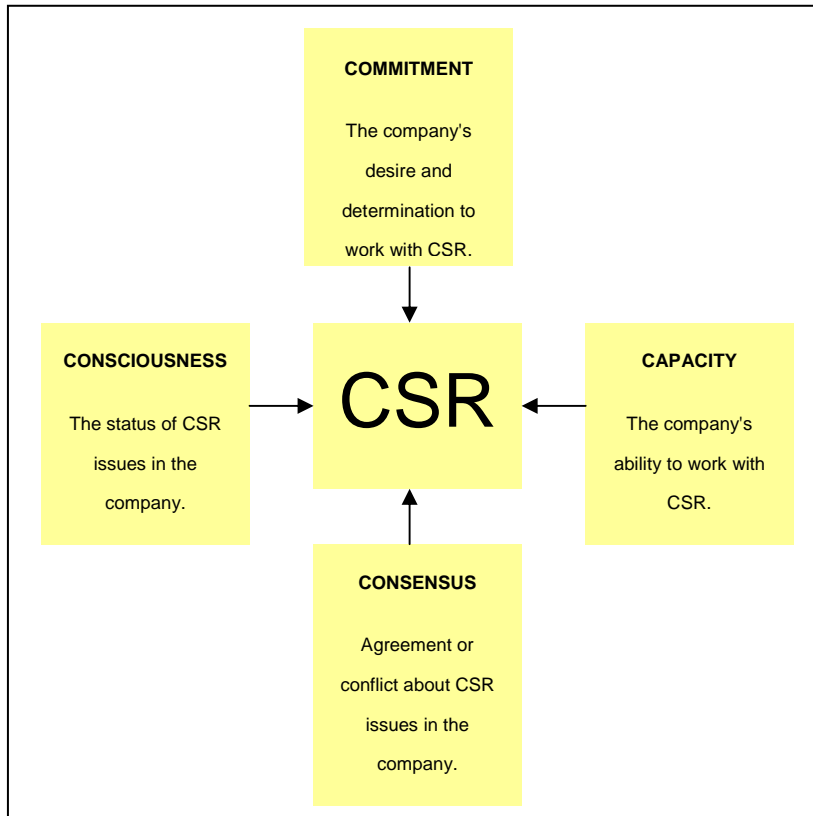 COMMITMENT
The company's
desire and
determination to
work with CSR.
CONSCIOUSNESS
The status of CSR
issues in the
company.
CSR
CAPACITY
The company's
ability to work with
CSR.
CONSENSUS
Agreement or
conflict about CSR
issues in the
company.